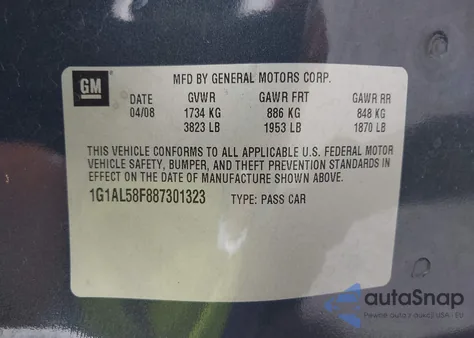 GM
MFD BY GENERAL MOTORS CORP.
DATE GVWR GAWR FRT GAWR RR
04/08 1734 KG 886 KG 848 KG
3823 LB 1953 LB 1870 LB
THIS VEHICLE CONFORMS TO ALL APPLICABLE U.S. FEDERAL MOTOR
VEHICLE SAFETY, BUMPER, AND THEFT PREVENTION STANDARDS IN
EFFECT ON THE DATE OF MANUFACTURE SHOWN ABOVE.
1G1AL58F887301323 TYPE: PASS CAR
autoSnap